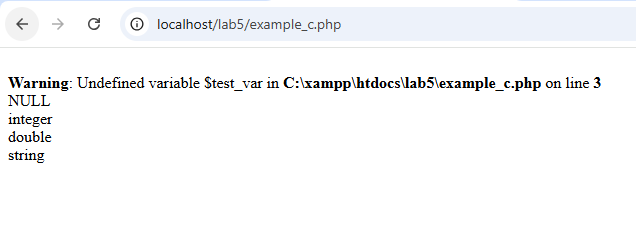 localhost/lab5/example_c.php
Warning: Undefined variable $test_var in C:\xampp\htdocs\lab5\example_c.php on line 3
NULL
integer
double
string